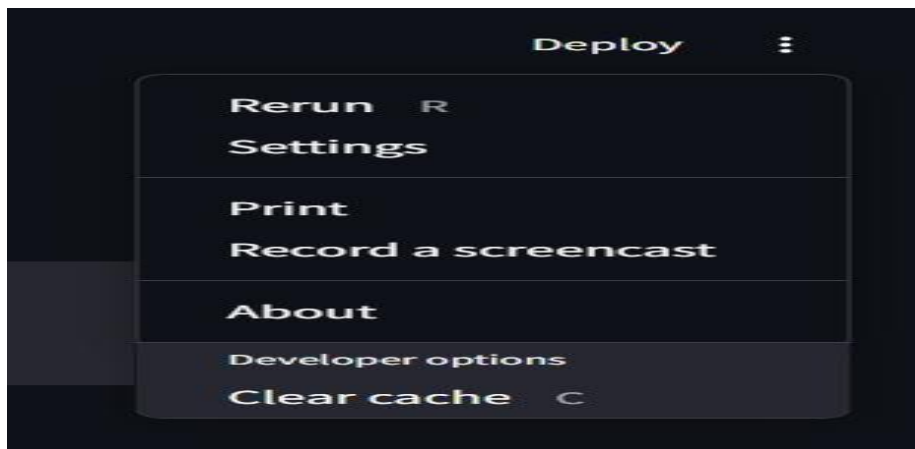 Deploy
Rerun R
Settings
Print
Record a screencast
About
Developer options
Clear cache C